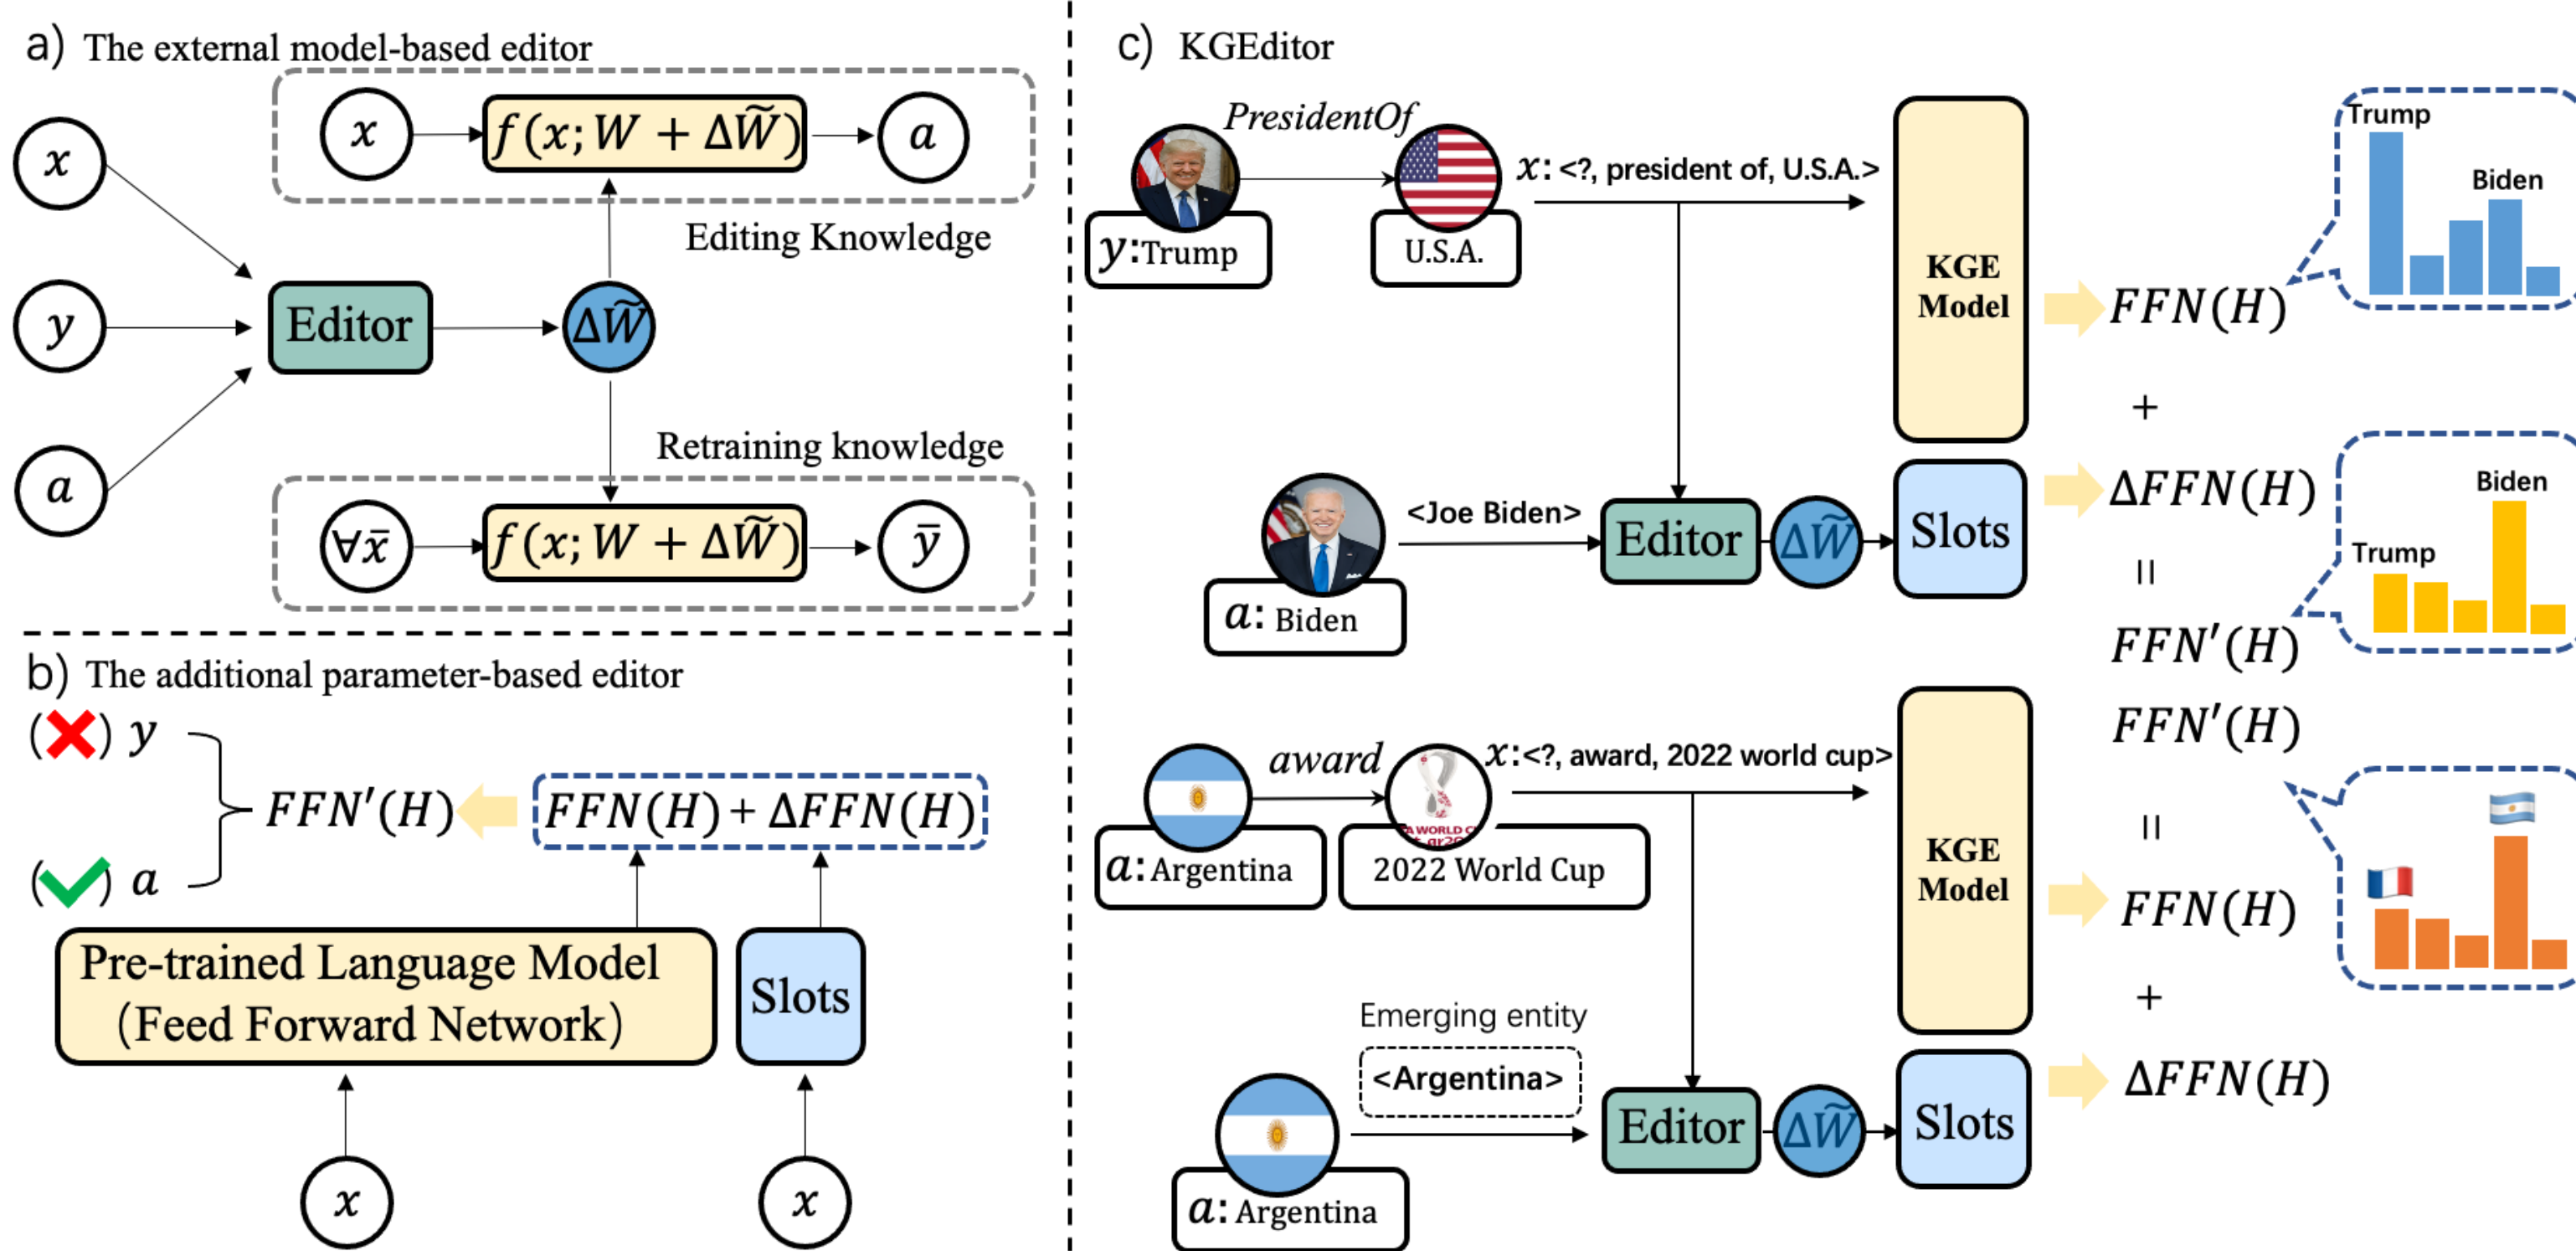 a) The external model-based editor
x
f(x; W + ΔW̃)
a
x
Editing Knowledge
y
Editor
ΔW̃
Retraining knowledge
a
∀x̄
f(x; W + ΔW̃)
ȳ
b) The additional parameter-based editor
(❌) y
FFN′(H)
FFN(H) + ΔFFN(H)
(✔) a
Pre-trained Language Model
(Feed Forward Network)
Slots
x
x
c) KGEditor
PresidentOf
x: <?, president of, U.S.A.>
y:Trump
U.S.A.
KGE
Model
FFN(H)
Trump
Biden
+
<Joe Biden>
a: Biden
Editor
ΔW̃
Slots
ΔFFN(H)
=
FFN′(H)
Biden
Trump
award
x:<?, award, 2022 world cup>
A WORLD C
a: Argentina
2022 World Cup
KGE
Model
FFN′(H)
=
FFN(H)
+
Emerging entity
<Argentina>
a: Argentina
Editor
ΔW̃
Slots
ΔFFN(H)